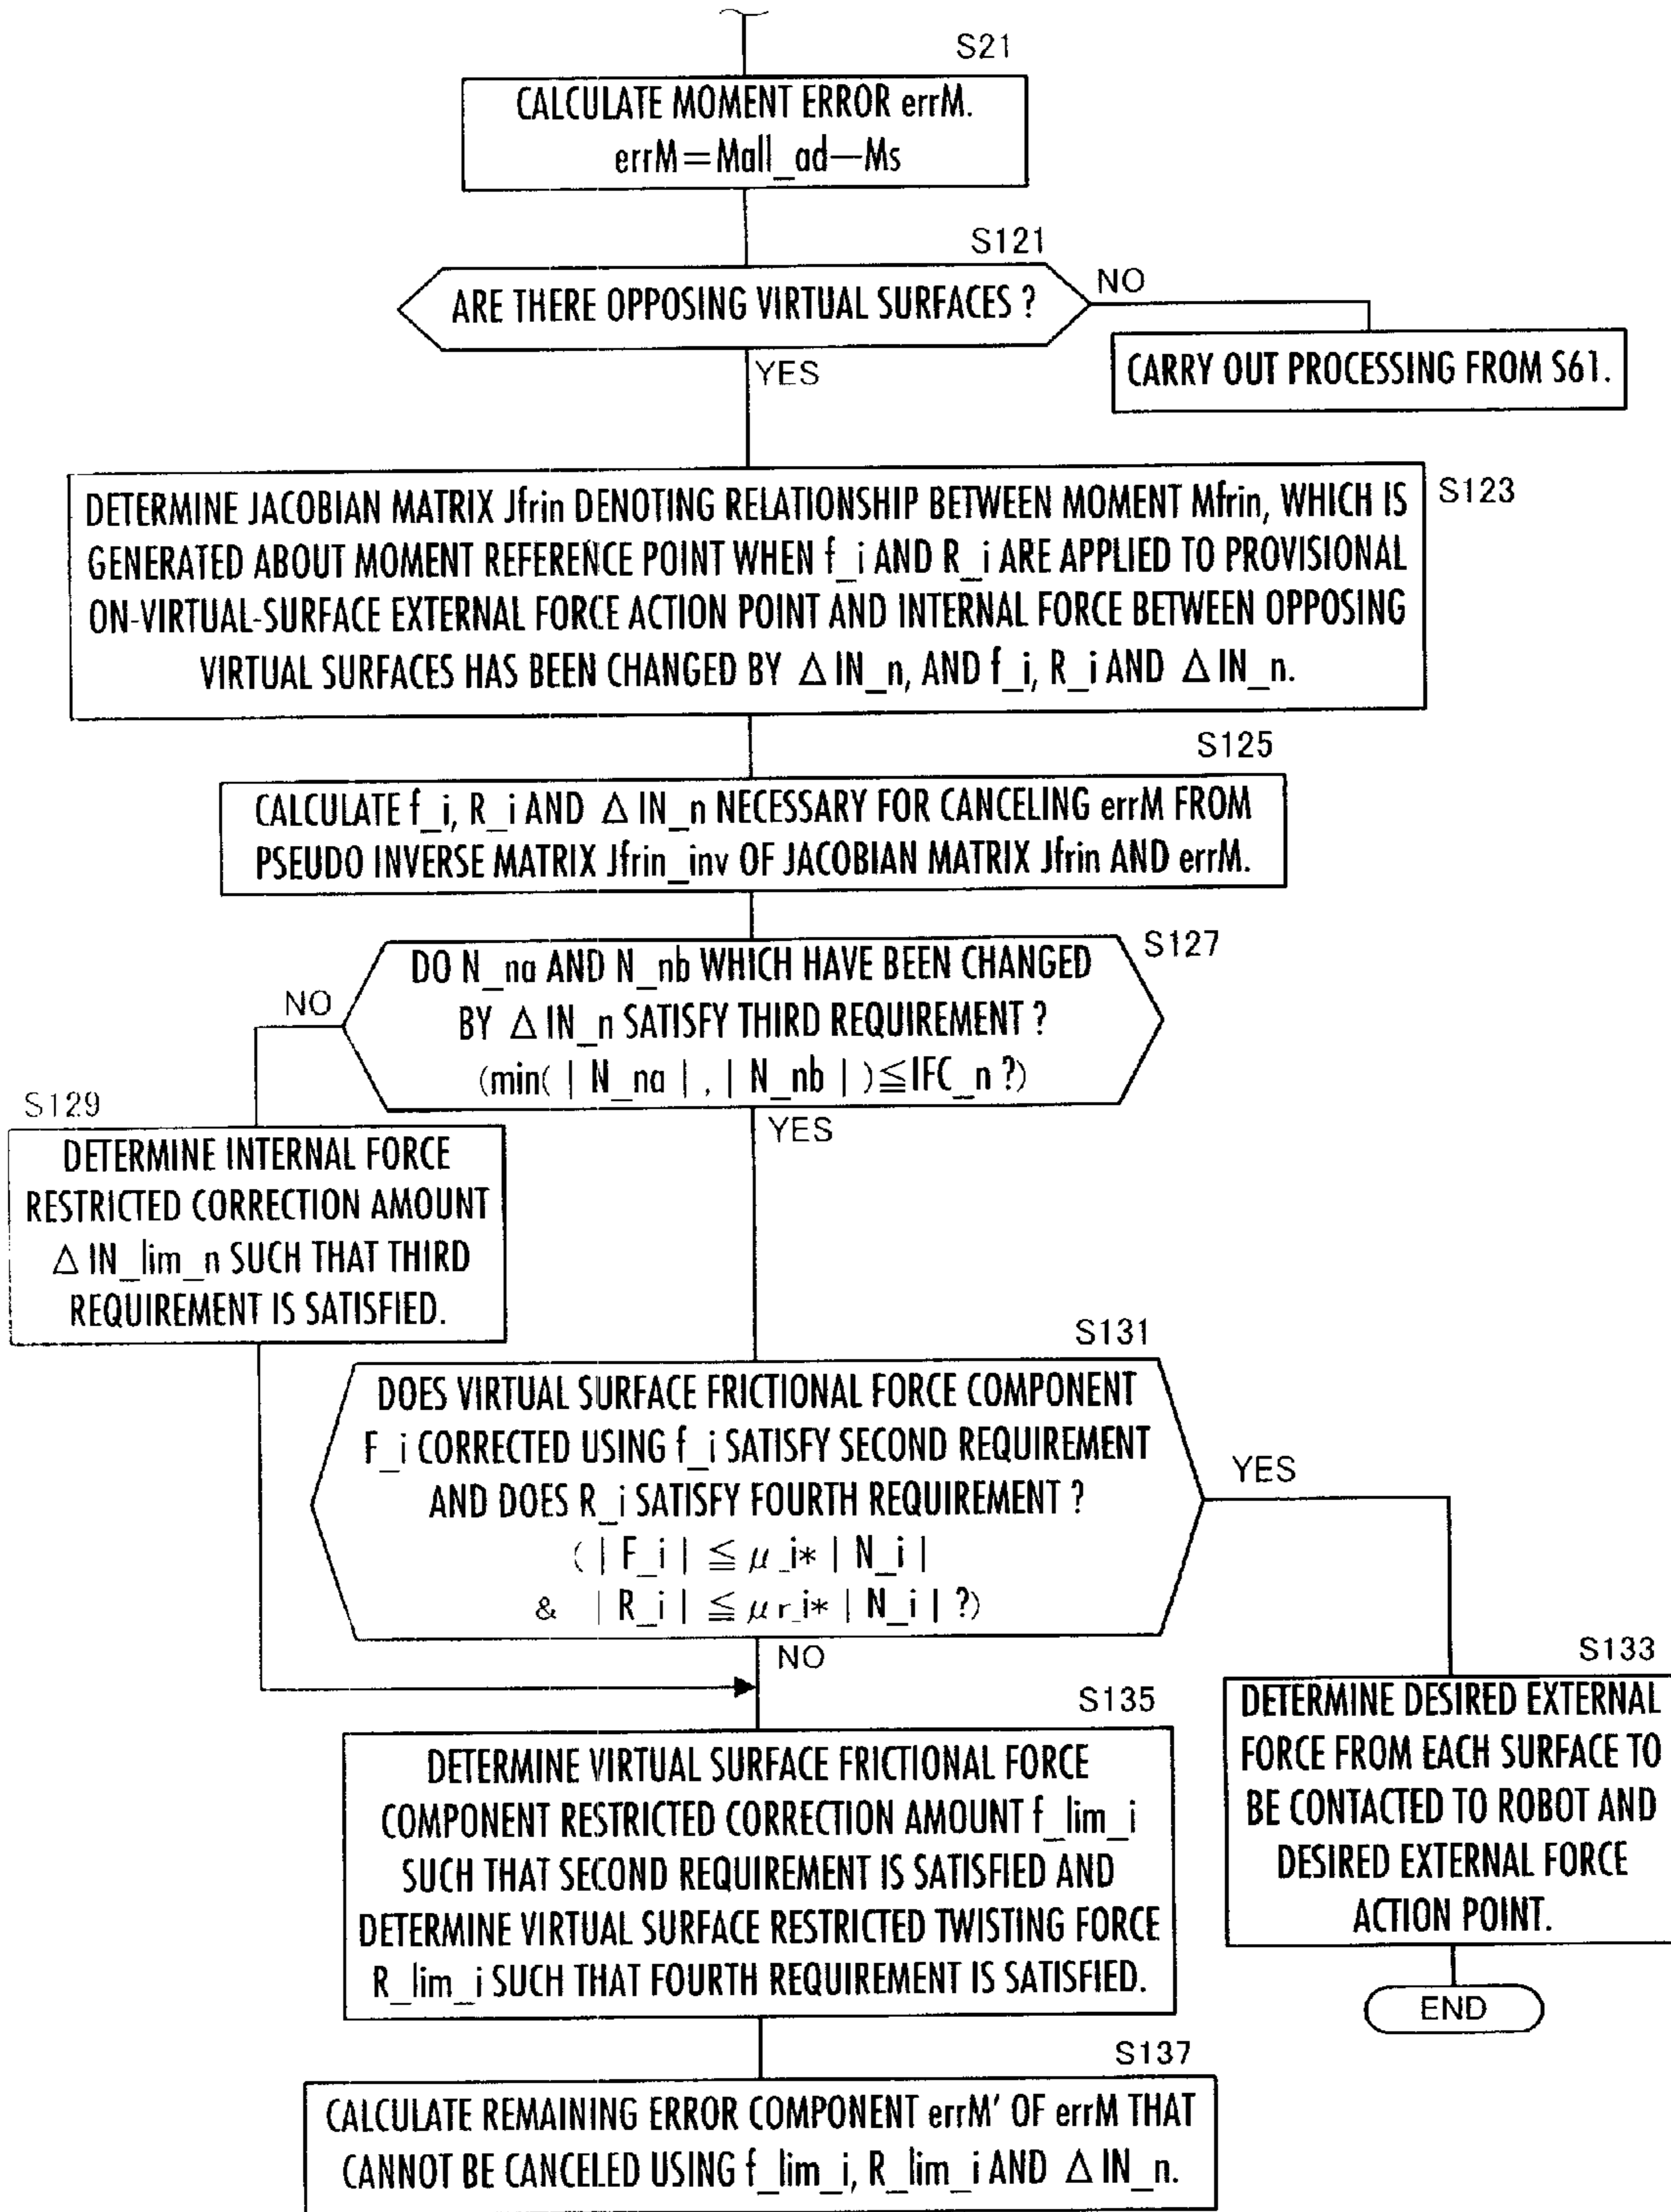 S21
CALCULATE MOMENT ERROR errM.
errM=Mall_ad—Ms
S121
ARE THERE OPPOSING VIRTUAL SURFACES ?
NO
CARRY OUT PROCESSING FROM S61.
YES
S123
DETERMINE JACOBIAN MATRIX Jfrin DENOTING RELATIONSHIP BETWEEN MOMENT Mfrin, WHICH IS
GENERATED ABOUT MOMENT REFERENCE POINT WHEN f_i AND R_i ARE APPLIED TO PROVISIONAL
ON-VIRTUAL-SURFACE EXTERNAL FORCE ACTION POINT AND INTERNAL FORCE BETWEEN OPPOSING
VIRTUAL SURFACES HAS BEEN CHANGED BY △ IN_n, AND f_i, R_i AND △ IN_n.
S125
CALCULATE f_i, R_i AND △ IN_n NECESSARY FOR CANCELING errM FROM
PSEUDO INVERSE MATRIX Jfrin_inv OF JACOBIAN MATRIX Jfrin AND errM.
S127
DO N_na AND N_nb WHICH HAVE BEEN CHANGED
BY △ IN_n SATISFY THIRD REQUIREMENT ?
(min( | N_na | , | N_nb | )≦IFC_n ?)
NO
YES
S129
DETERMINE INTERNAL FORCE
RESTRICTED CORRECTION AMOUNT
△ IN_lim_n SUCH THAT THIRD
REQUIREMENT IS SATISFIED.
S131
DOES VIRTUAL SURFACE FRICTIONAL FORCE COMPONENT
F_i CORRECTED USING f_i SATISFY SECOND REQUIREMENT
AND DOES R_i SATISFY FOURTH REQUIREMENT ?
( | F_i | ≦ μ_i* | N_i |
& | R_i | ≦ μr_i* | N_i | ?)
YES
NO
S133
DETERMINE DESIRED EXTERNAL
FORCE FROM EACH SURFACE TO
BE CONTACTED TO ROBOT AND
DESIRED EXTERNAL FORCE
ACTION POINT.
END
S135
DETERMINE VIRTUAL SURFACE FRICTIONAL FORCE
COMPONENT RESTRICTED CORRECTION AMOUNT f_lim_i
SUCH THAT SECOND REQUIREMENT IS SATISFIED AND
DETERMINE VIRTUAL SURFACE RESTRICTED TWISTING FORCE
R_lim_i SUCH THAT FOURTH REQUIREMENT IS SATISFIED.
S137
CALCULATE REMAINING ERROR COMPONENT errM' OF errM THAT
CANNOT BE CANCELED USING f_lim_i, R_lim_i AND △ IN_n.